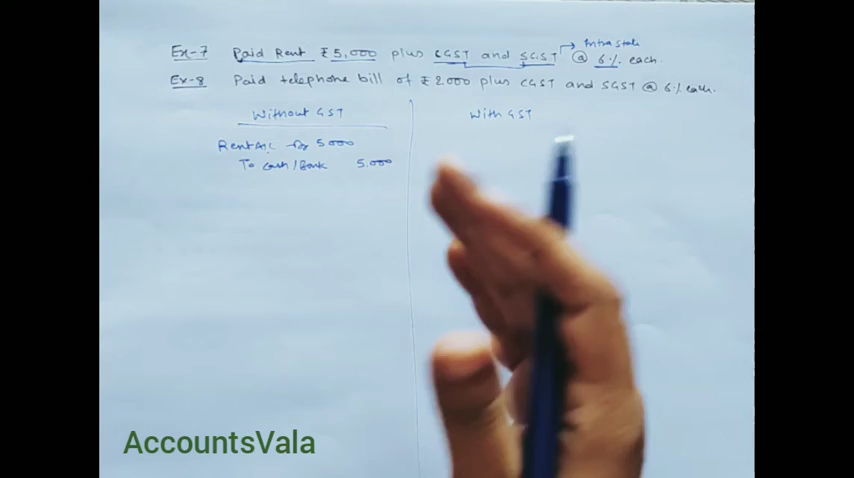 Ex-7 Paid Rent ₹5,000 plus CGST and SGST @ 6% each.
Intra State
Ex-8 Paid telephone bill of ₹2000 plus CGST and SGST @ 6% each.
Without GST
With GST
Rent A/c Dr 5000
To Cash/Bank 5,000
AccountsVala